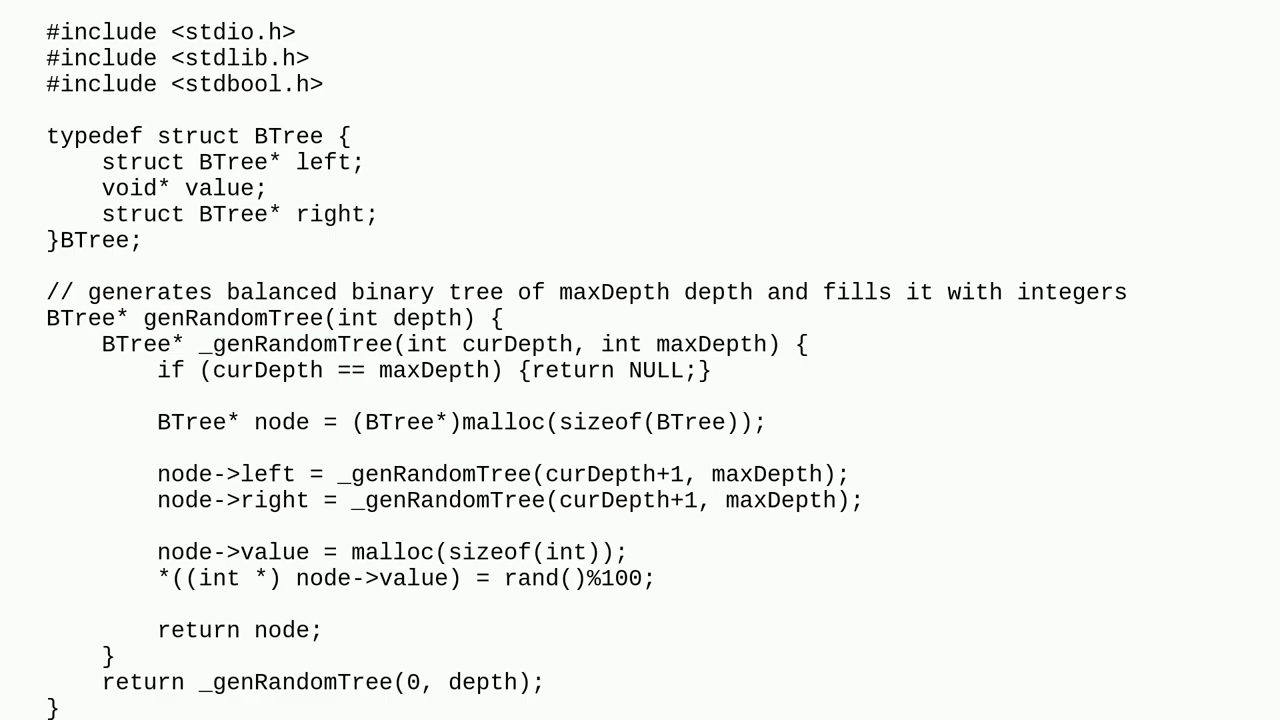 #include <stdio.h>
#include <stdlib.h>
#include <stdbool.h>
typedef struct BTree {
    struct BTree* left;
    void* value;
    struct BTree* right;
}BTree;
// generates balanced binary tree of maxDepth depth and fills it with integers
BTree* genRandomTree(int depth) {
    BTree* _genRandomTree(int curDepth, int maxDepth) {
        if (curDepth == maxDepth) {return NULL;}
        BTree* node = (BTree*)malloc(sizeof(BTree));
        node->left = _genRandomTree(curDepth+1, maxDepth);
        node->right = _genRandomTree(curDepth+1, maxDepth);
        node->value = malloc(sizeof(int));
        *((int *) node->value) = rand()%100;
        return node;
    }
    return _genRandomTree(0, depth);
}